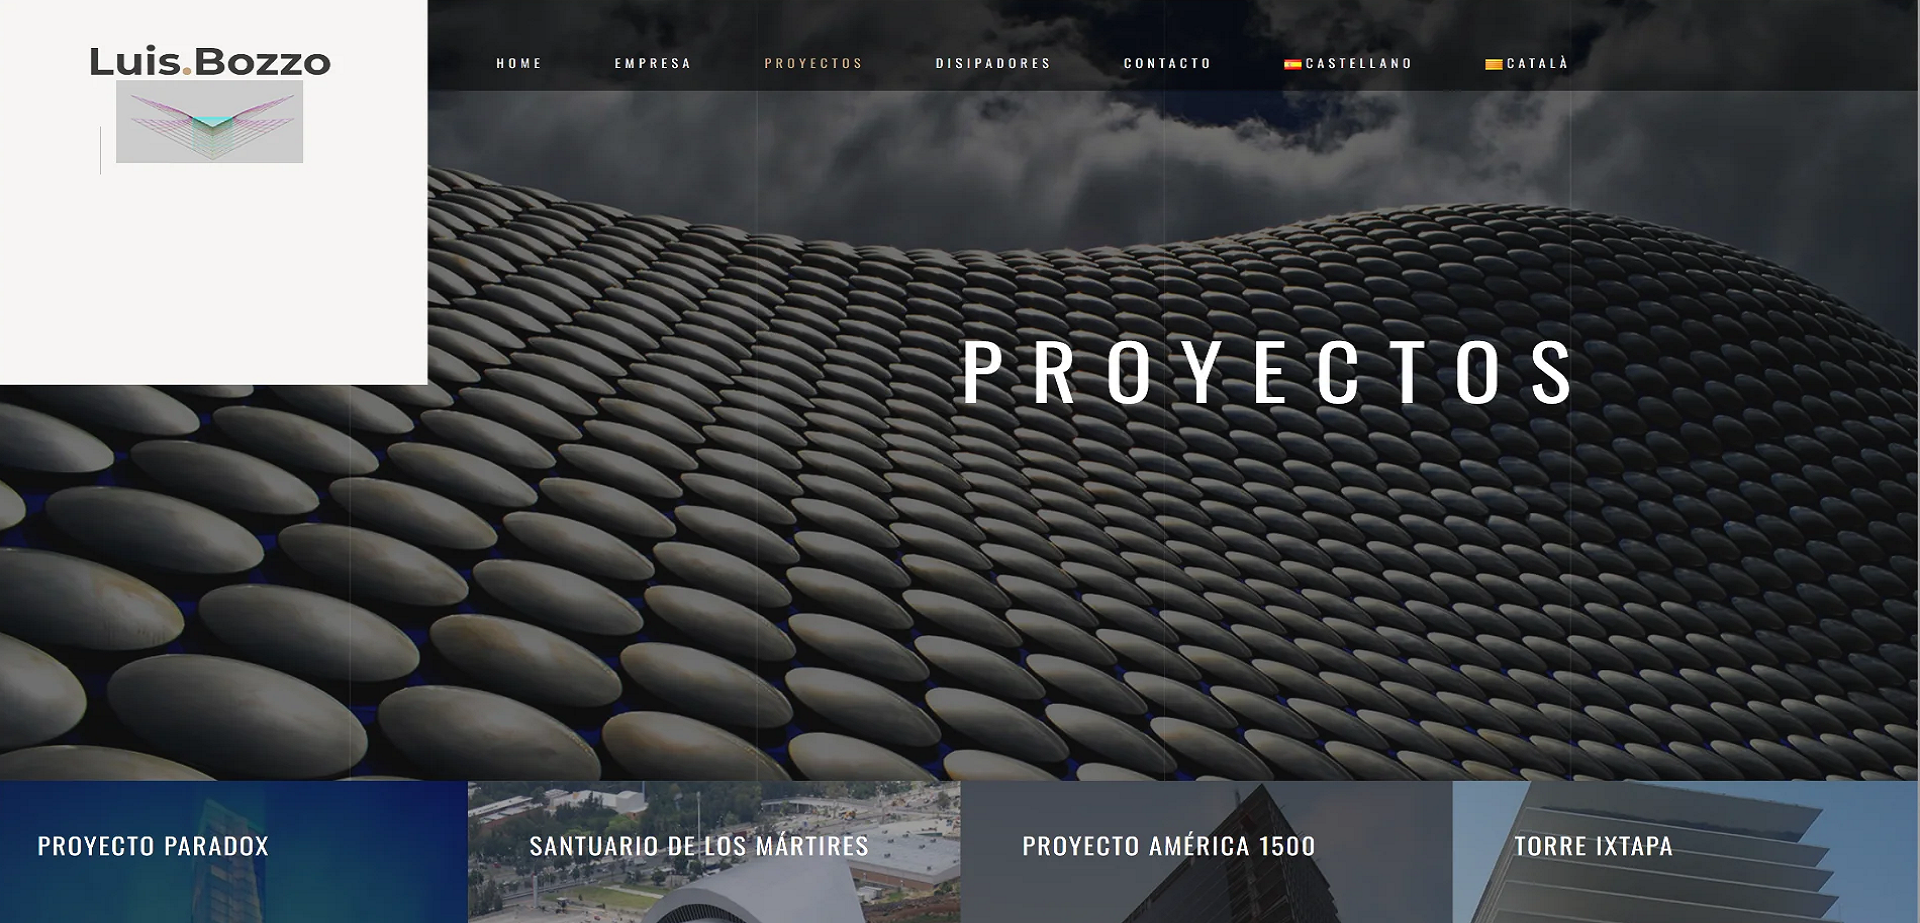 Luis.Bozzo
HOME
EMPRESA
PROYECTOS
DISIPADORES
CONTACTO
CASTELLANO
CATALÀ
PROYECTOS
PROYECTO PARADOX
SANTUARIO DE LOS MÁRTIRES
PROYECTO AMÉRICA 1500
TORRE IXTAPA